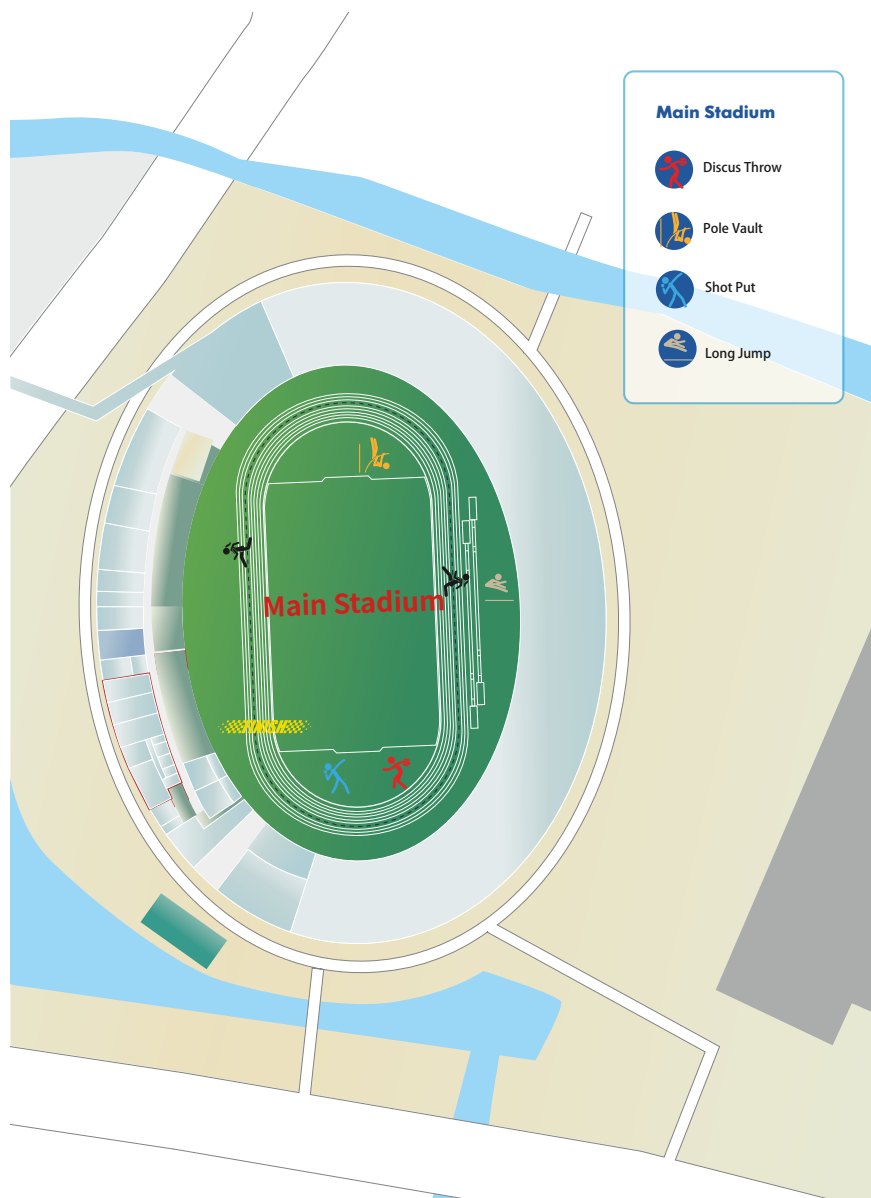 Main Stadium
Discus Throw
Pole Vault
Shot Put
Long Jump
Main Stadium
FINISH